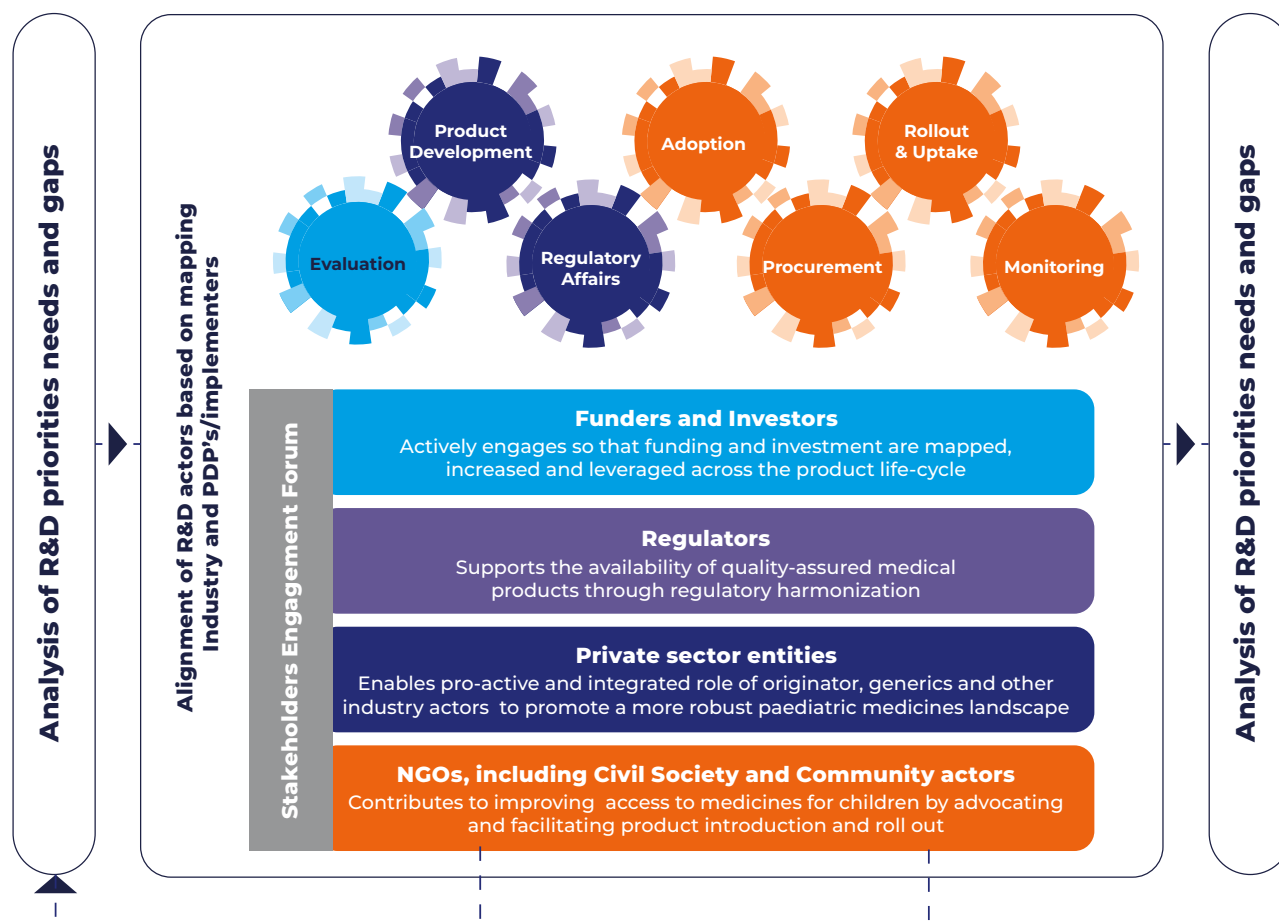 Analysis of R&D priorities needs and gaps
Alignment of R&D actors based on mapping
Industry and PDP's/implementers
Product
Development
Adoption
Rollout
& Uptake
Evaluation
Regulatory
Affairs
Procurement
Monitoring
Stakeholders Engagement Forum
Funders and Investors
Actively engages so that funding and investment are mapped,
increased and leveraged across the product life-cycle
Regulators
Supports the availability of quality-assured medical
products through regulatory harmonization
Private sector entities
Enables pro-active and integrated role of originator, generics and other
industry actors to promote a more robust paediatric medicines landscape
NGOs, including Civil Society and Community actors
Contributes to improving access to medicines for children by advocating
and facilitating product introduction and roll out
Analysis of R&D priorities needs and gaps